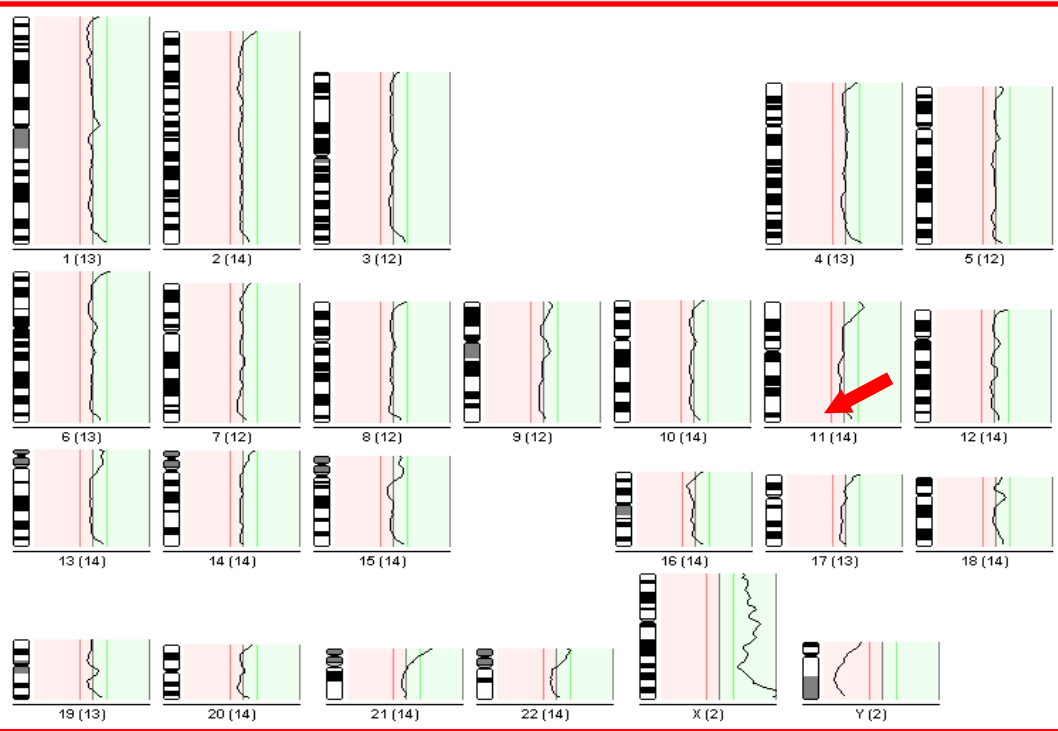 1 (13) 2 (14) 3 (12) 4 (13) 5 (12)
6 (13) 7 (12) 8 (12) 9 (12) 10 (14) 11 (14) 12 (14)
13 (14) 14 (14) 15 (14) 16 (14) 17 (13) 18 (14)
19 (13) 20 (14) 21 (14) 22 (14) X (2) Y (2)